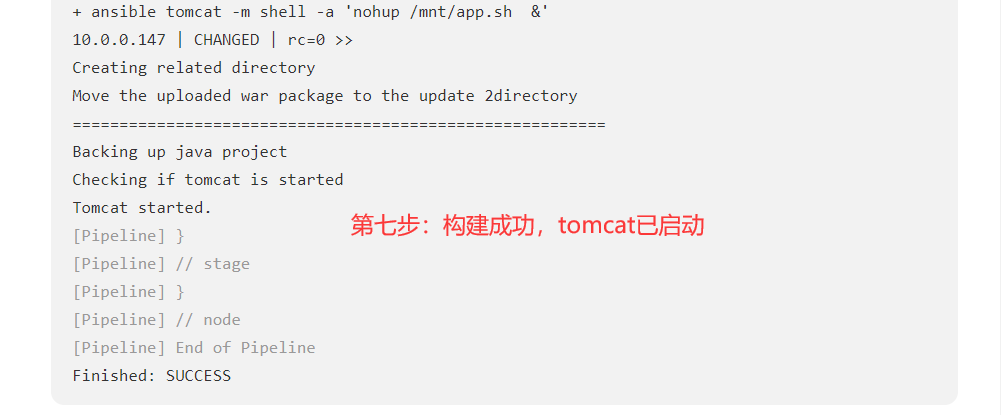 + ansible tomcat -m shell -a 'nohup /mnt/app.sh  &'
10.0.0.147 | CHANGED | rc=0 >>
Creating related directory
Move the uploaded war package to the update 2directory
=========================================================
Backing up java project
Checking if tomcat is started
Tomcat started.
第七步：构建成功，tomcat已启动
[Pipeline] }
[Pipeline] // stage
[Pipeline] }
[Pipeline] // node
[Pipeline] End of Pipeline
Finished: SUCCESS